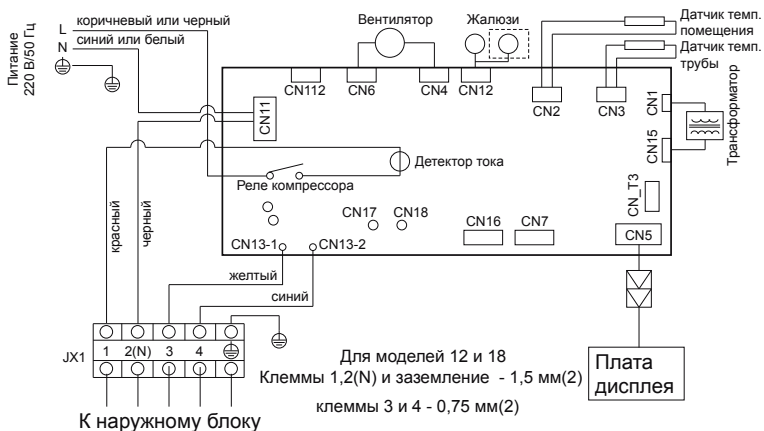 Питание
220 В/50 Гц
L
коричневый или черный
N
синий или белый
Вентилятор
Жалюзи
Датчик темп.
помещения
Датчик темп.
трубы
CN112
CN6
CN4
CN12
CN2
CN3
CN1
CN11
CN15
Трансформатор
Детектор тока
Реле компрессора
CN_T3
CN17
CN18
CN16
CN7
CN5
красный
черный
CN13-1
CN13-2
желтый
синий
JX1
1
2(N)
3
4
Для моделей 12 и 18
Клеммы 1,2(N) и заземление - 1,5 мм(2)
клеммы 3 и 4 - 0,75 мм(2)
Плата
дисплея
К наружному блоку